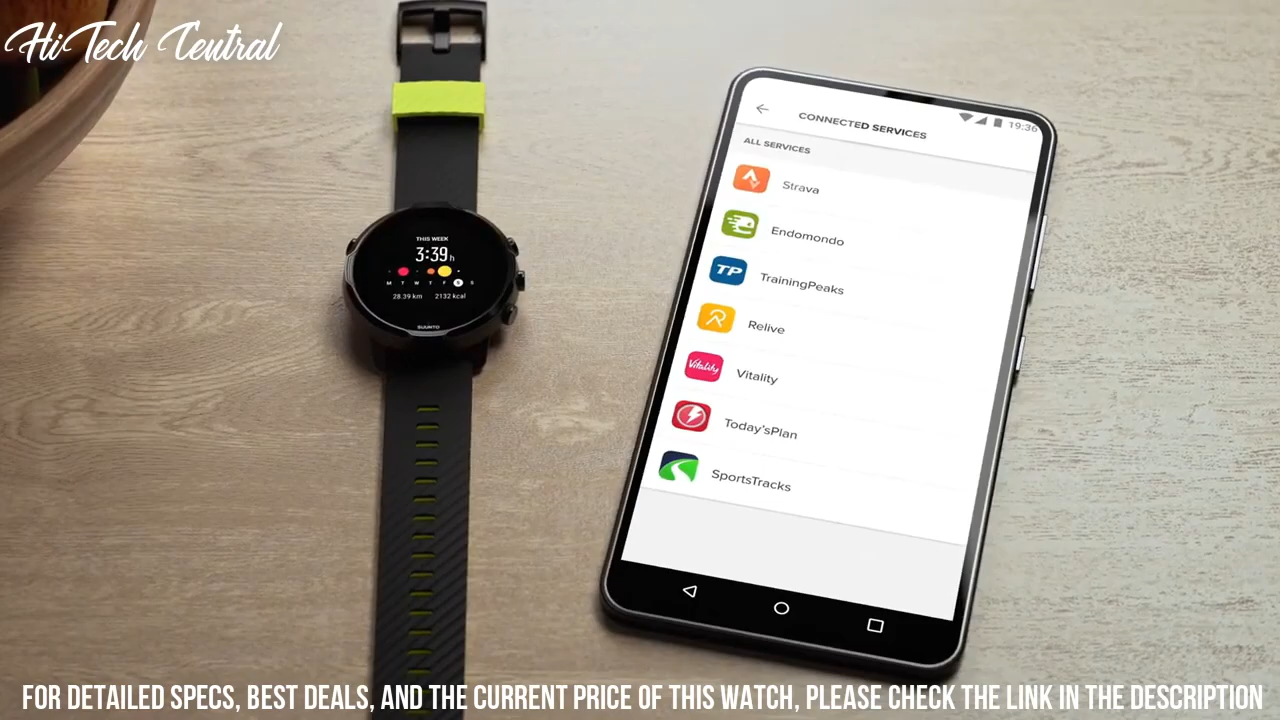 HiTech Central
THIS WEEK
3:39 h
M T W T F S S
28.39 km 2132 kcal
SUUNTO
19:36
CONNECTED SERVICES
ALL SERVICES
Strava
Endomondo
TP TrainingPeaks
Relive
Vitality Vitality
Today'sPlan
SportsTracks
FOR DETAILED SPECS, BEST DEALS, AND THE CURRENT PRICE OF THIS WATCH, PLEASE CHECK THE LINK IN THE DESCRIPTION